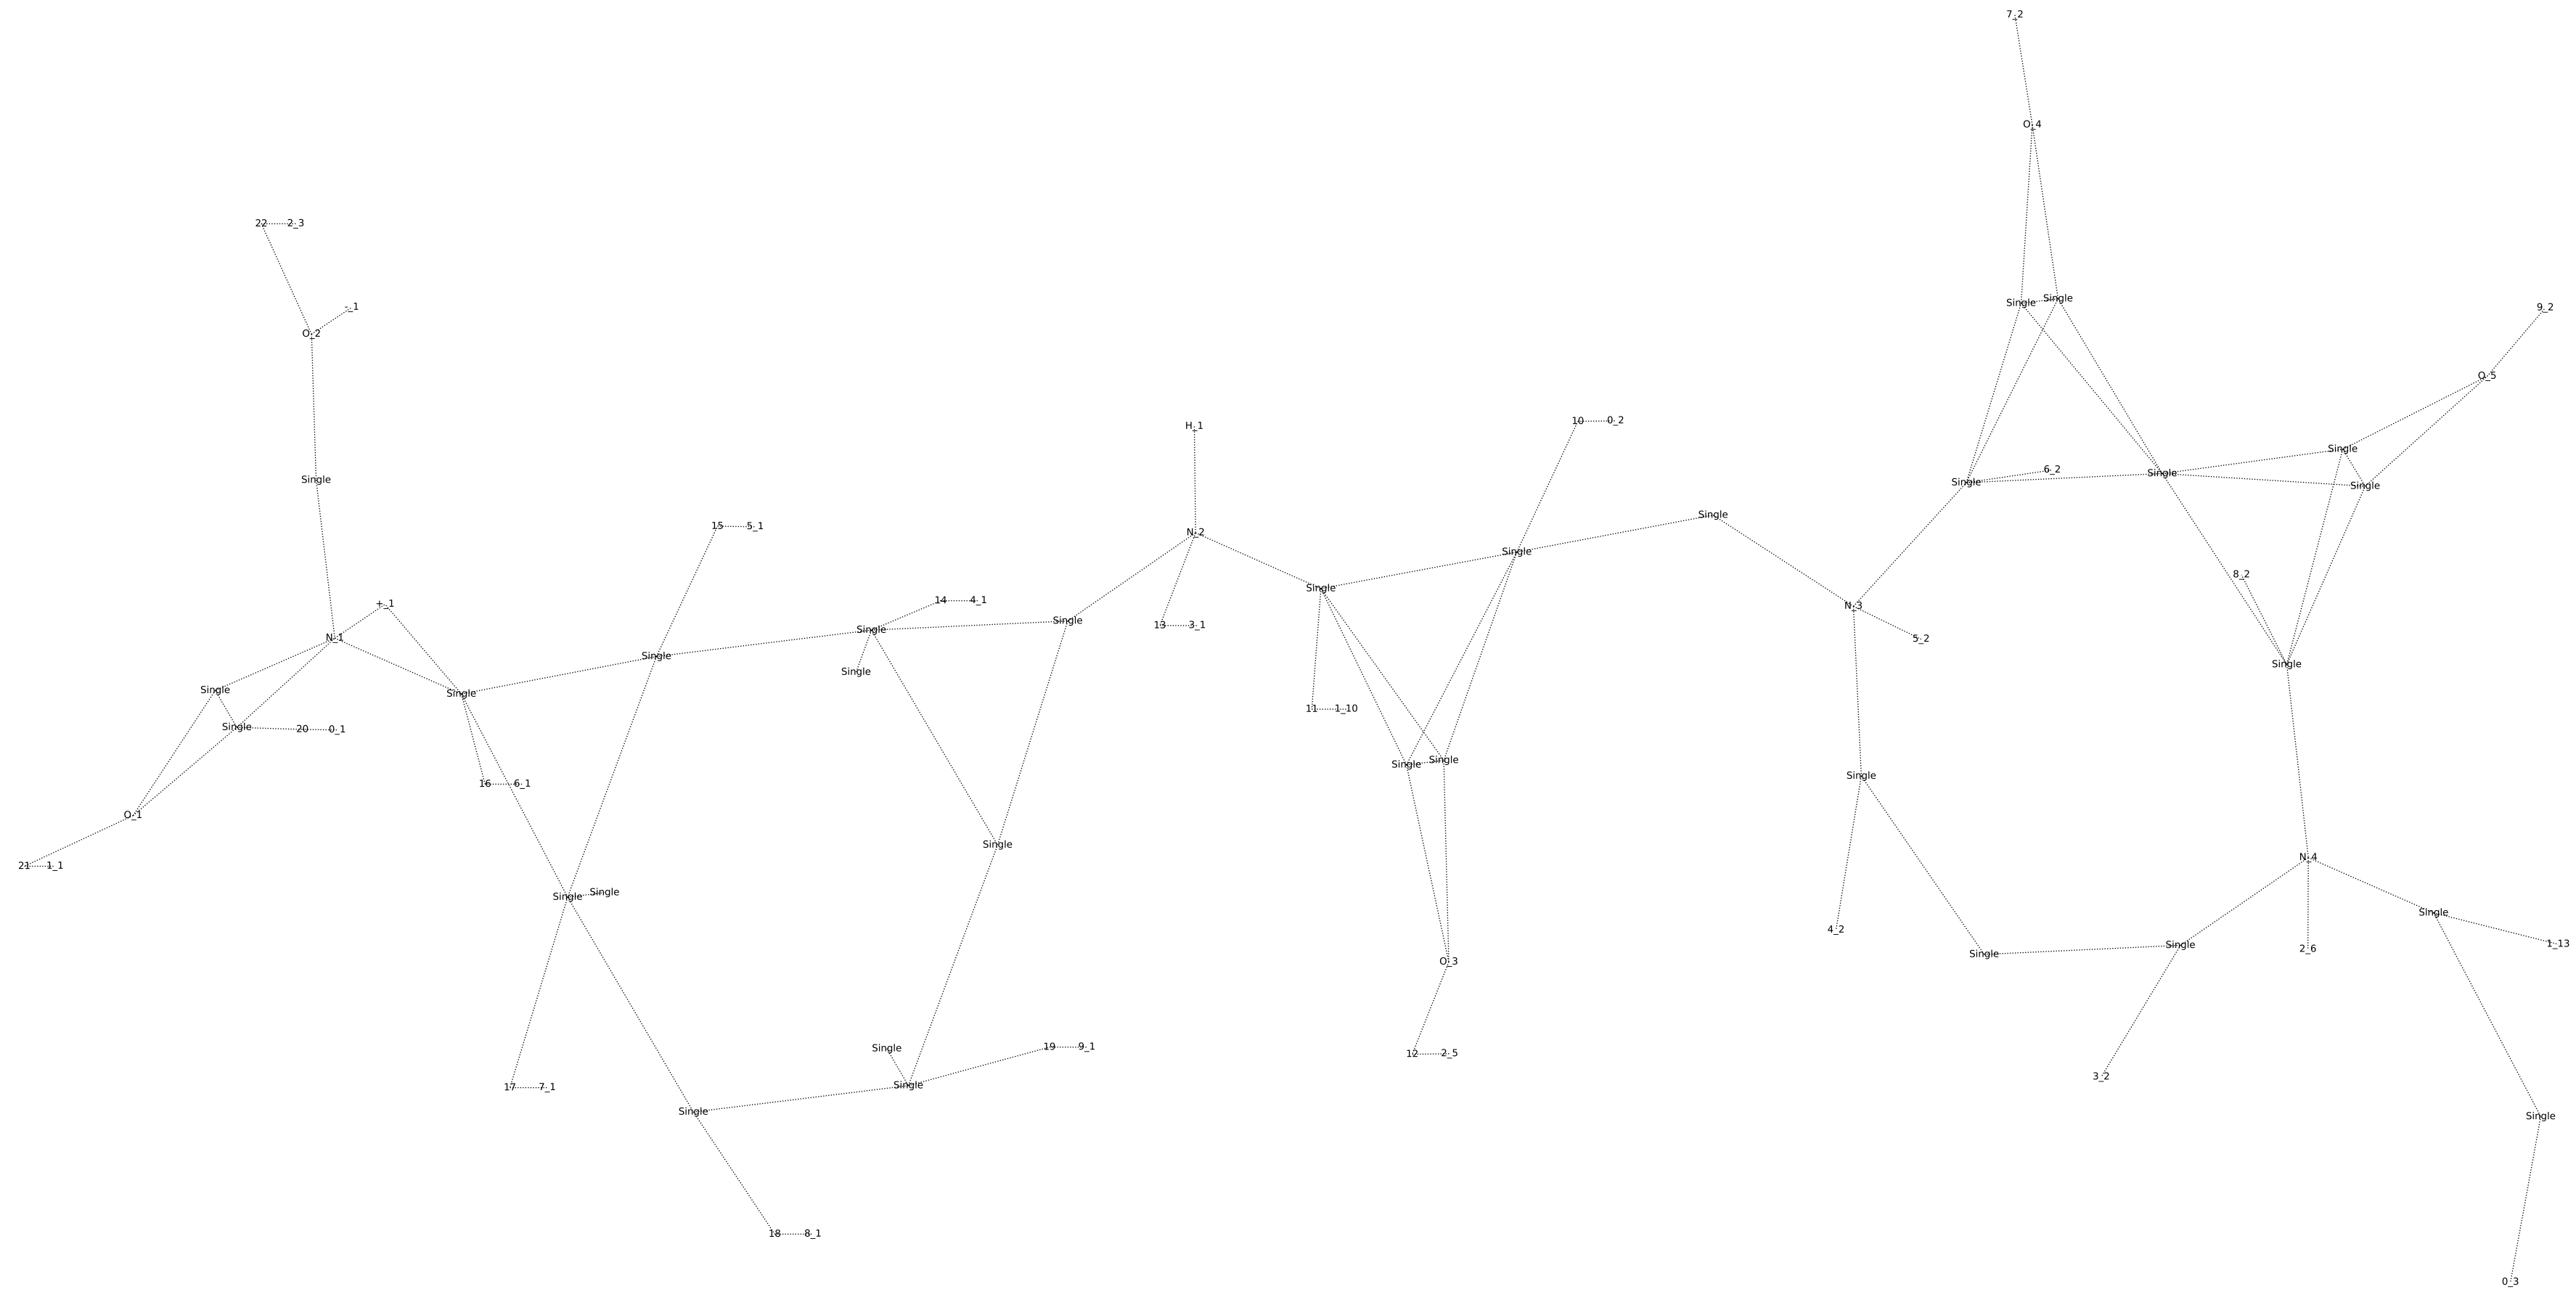 7_2
O_4
22 2_3
Single Single
-_1
9_2
O_2
O_5
10 0_2
H_1
Single
6_2
Single
Single
Single
Single
Single
Single
15 5_1
N_2
Single
8_2
14 4_1
+_1
N_3
Single
Single
13 3_1
Single
N_1
5_2
Single
Single
Single
Single
Single
11 1_10
Single
20 0_1
Single Single
Single
16 6_1
O_1
Single
N_4
21 1_1
Single Single
Single
4_2
1_13
Single
2_6
Single
O_3
Single
19 9_1
12 2_5
3_2
Single
17 7_1
Single
Single
18 8_1
0_3